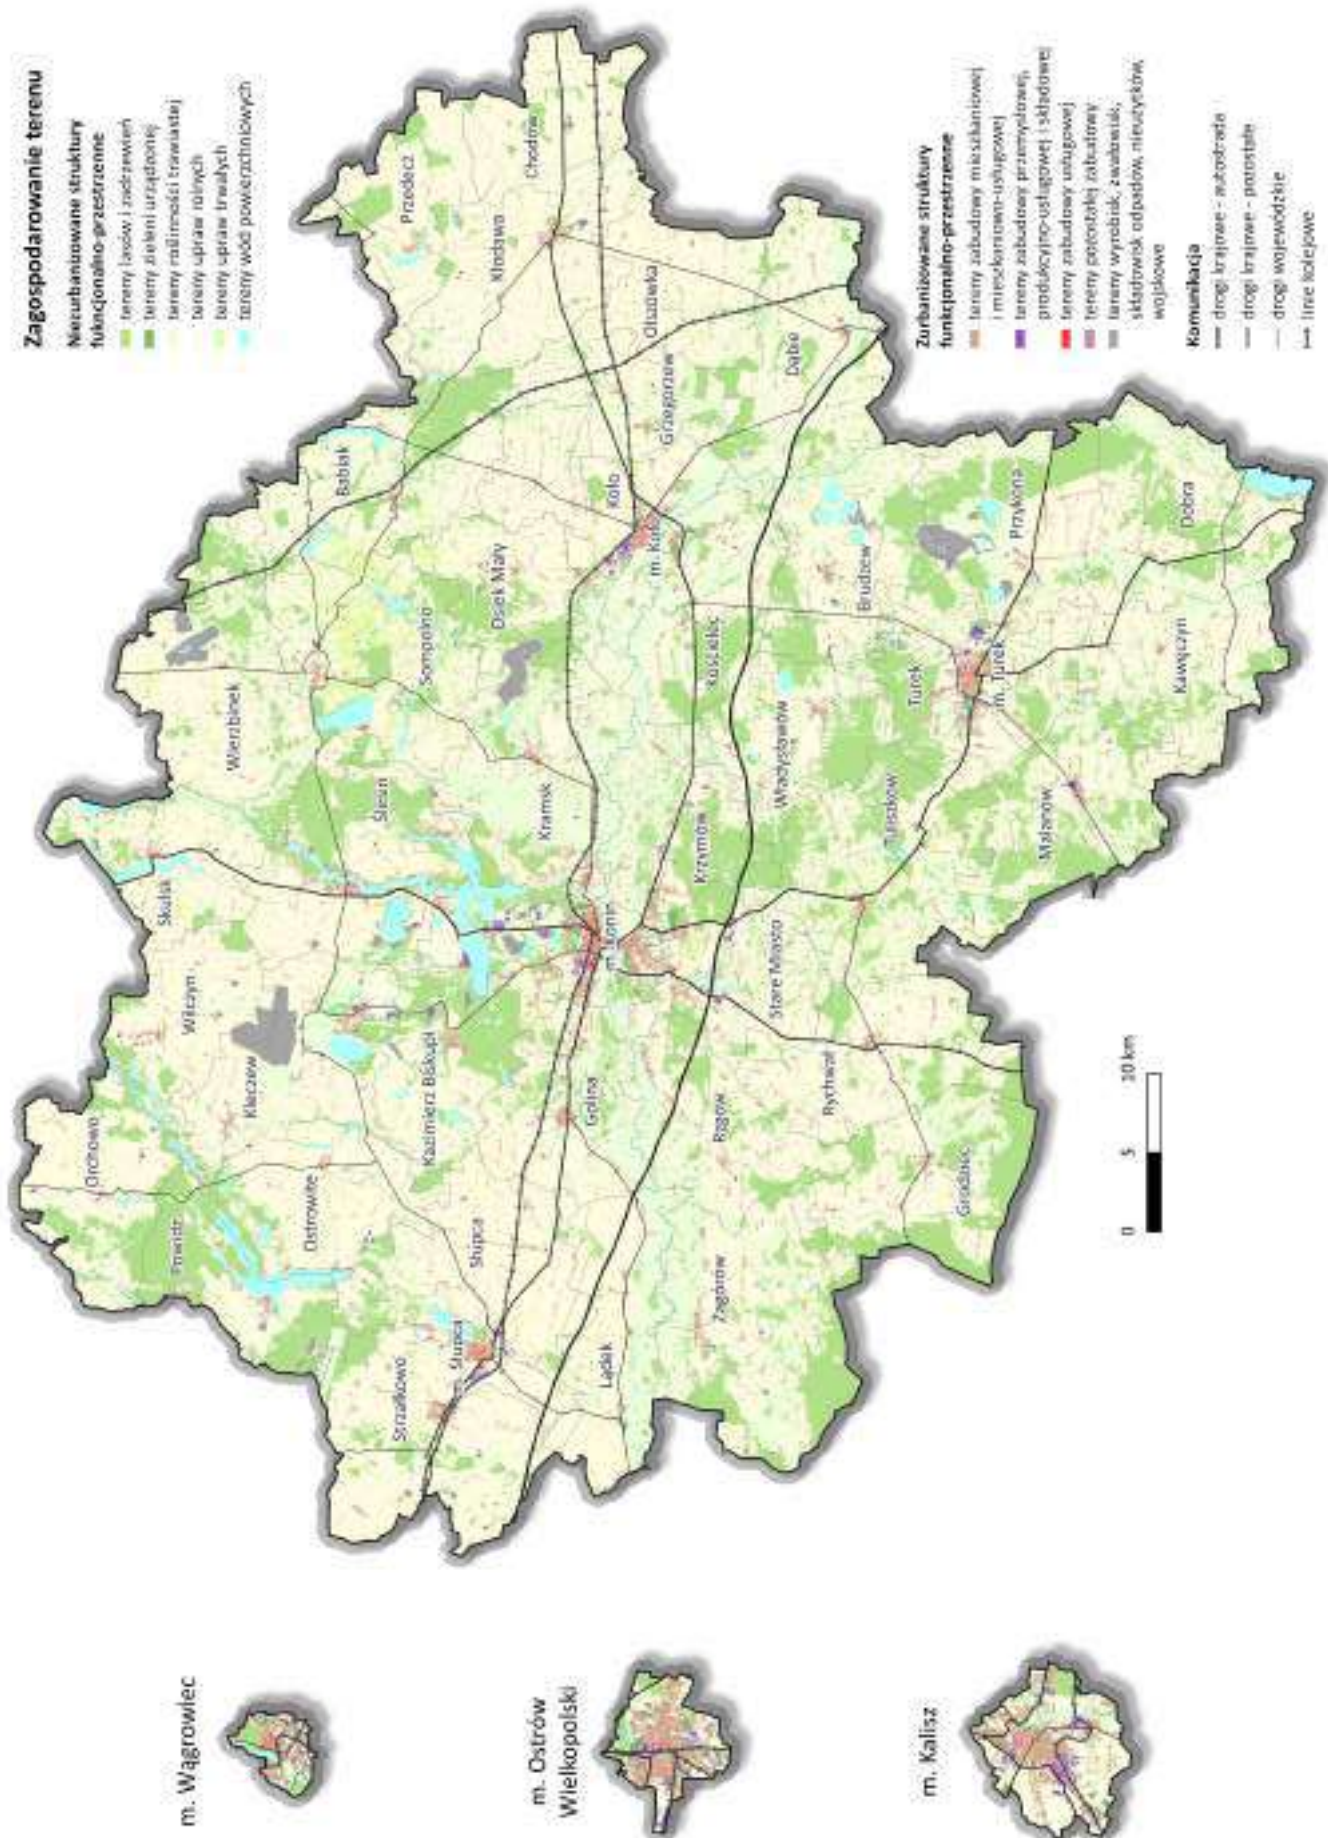 Zagospodarowanie terenu
Niezurbanizowane struktury
funkcjonalno-przestrzenne
tereny lasów i zadrzewień
tereny zieleni urządzonej
tereny roślinności trawiastej
tereny upraw rolnych
tereny upraw trwałych
tereny wód powierzchniowych
Zurbanizowane struktury
funkcjonalno-przestrzenne
tereny zabudowy mieszkaniowej
i mieszkaniowo-usługowej
tereny zabudowy przemysłowej,
produkcyjno-usługowej i składowej
tereny zabudowy usługowej
tereny pozostałej zabudowy
tereny wyrobisk, zwałowisk,
składowisk odpadów, nieużytków,
wojskowe
Komunikacja
drogi krajowe - autostrada
drogi krajowe - pozostałe
drogi wojewódzkie
linie kolejowe
m. Wągrowiec
m. Ostrów
Wielkopolski
m. Kalisz
Orchowo
Powidz
Ostrowite
Strzałkowo
m. Słupca
Słupca
Lądek
Zagórów
Skulsk
Wilczyn
Kleczew
Kazimierz Biskupi
Golina
Rzgów
Rychwał
Grodziec
Wierzbinek
Ślesin
Sompolno
Kramsk
m. Konin
Krzymów
Stare Miasto
Babiak
Osiek Mały
Koło
m. Koło
Kościelec
Grzegorzew
Olszówka
Dąbie
Przedecz
Kłodawa
Chodów
Władysławów
Tuliszków
Malanów
Turek
m. Turek
Brudzew
Przykona
Dobra
Kawęczyn
0 5 10 km